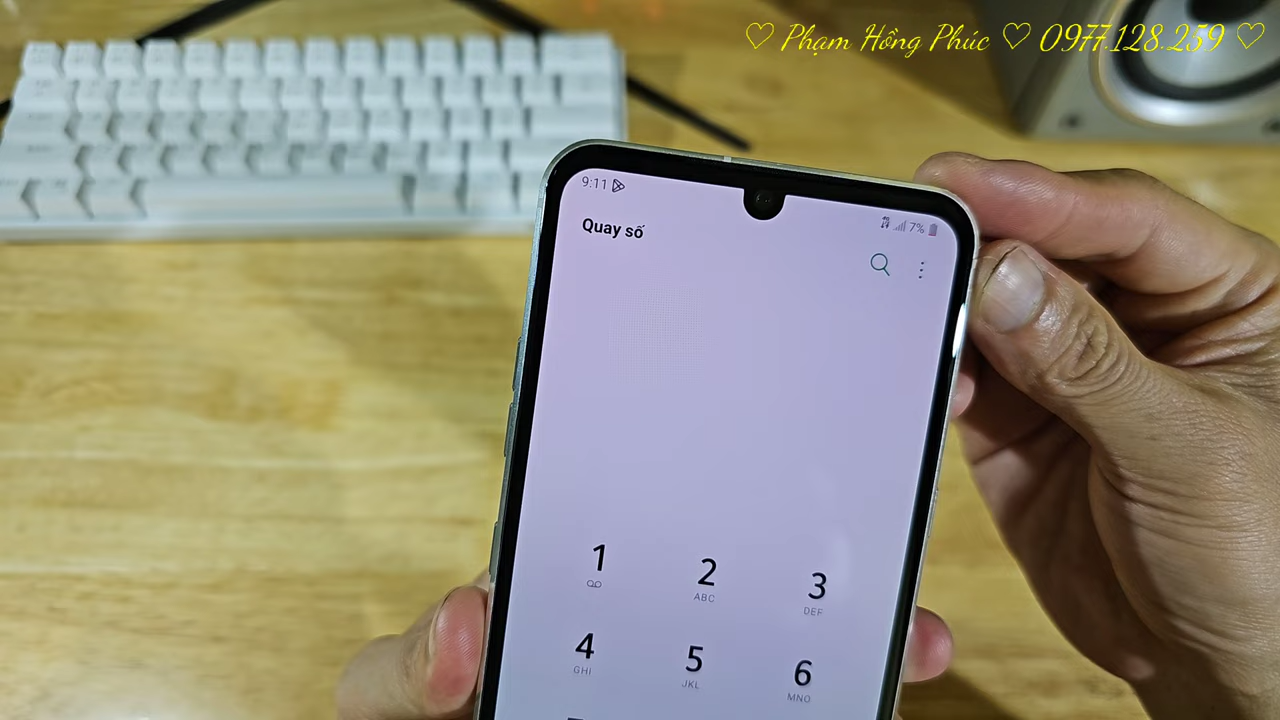 ♡ Phạm Hồng Phúc ♡ 0977.128.259 ♡
9:11
7%
Quay số
1
2
ABC
3
DEF
4
GHI
5
JKL
6
MNO